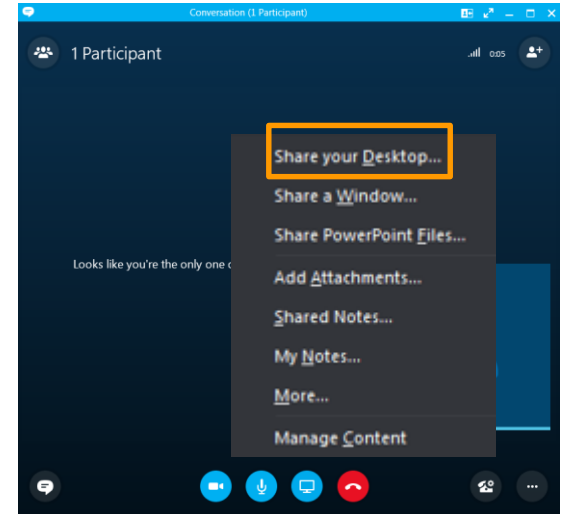 Conversation (1 Participant)
1 Participant
0:05
Share your Desktop...
Share a Window...
Share PowerPoint Files...
Looks like you're the only one
Add Attachments...
Shared Notes...
My Notes...
More...
Manage Content